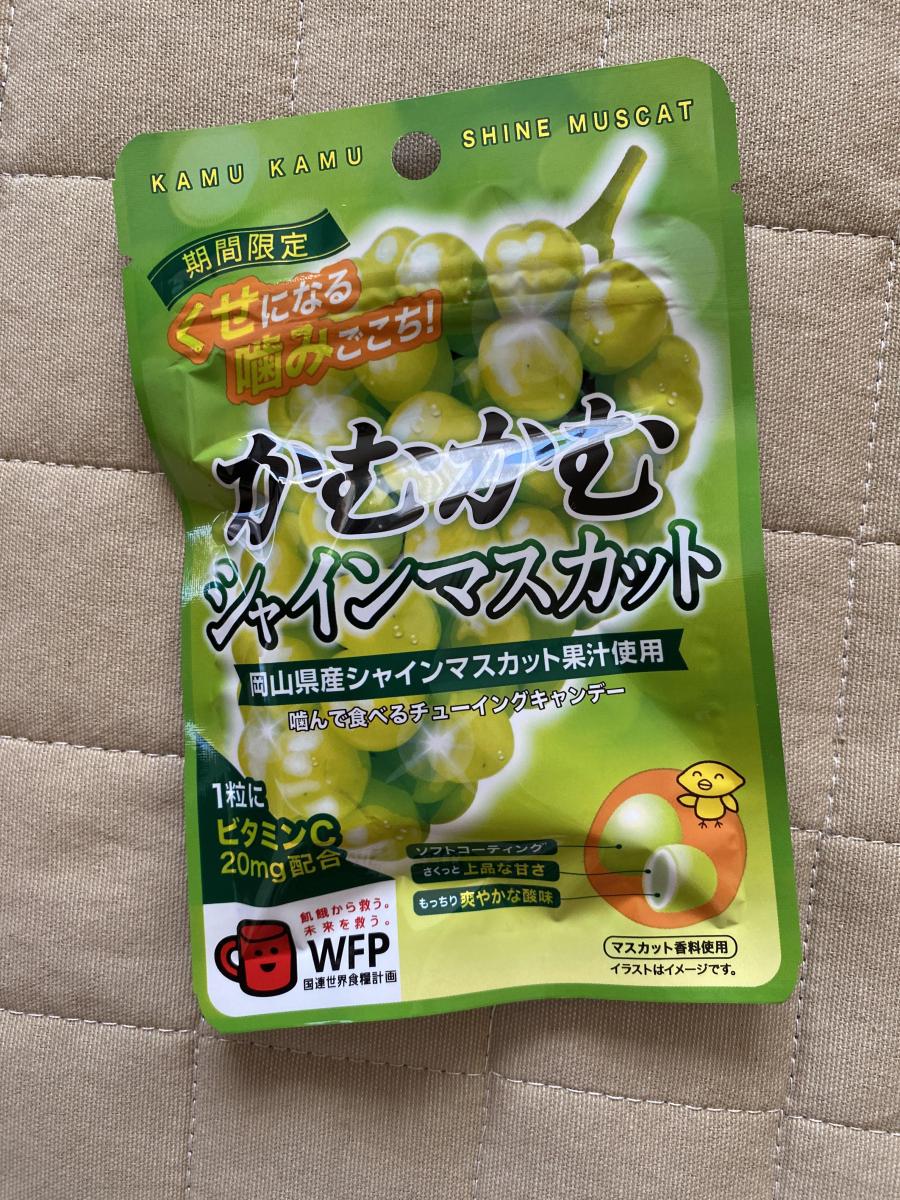 KAMU KAMU
SHINE MUSCAT
期間限定
くせになる
噛みごこち!
かむかむ
シャインマスカット
岡山県産シャインマスカット果汁使用
噛んで食べるチューイングキャンデー
1粒に
ビタミンC
20mg配合
ソフトコーティング
さくっと上品な甘さ
もっちり爽やかな酸味
飢餓から救う。
未来を救う。
WFP
国連世界食糧計画
マスカット香料使用
イラストはイメージです。